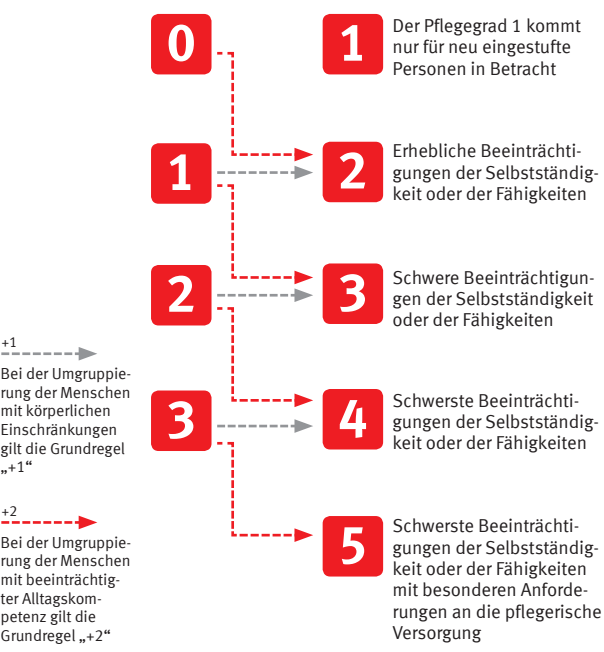 0
1
Der Pflegegrad 1 kommt
nur für neu eingestufte
Personen in Betracht
1
2
Erhebliche Beeinträchti-
gungen der Selbstständig-
keit oder der Fähigkeiten
2
3
Schwere Beeinträchtigun-
gen der Selbstständigkeit
oder der Fähigkeiten
+1
Bei der Umgruppie-
rung der Menschen
mit körperlichen
Einschränkungen
gilt die Grundregel
„+1“
3
4
Schwerste Beeinträchti-
gungen der Selbstständig-
keit oder der Fähigkeiten
+2
Bei der Umgruppie-
rung der Menschen
mit beeinträchtig-
ter Alltagskom-
petenz gilt die
Grundregel „+2“
5
Schwerste Beeinträchti-
gungen der Selbstständig-
keit oder der Fähigkeiten
mit besonderen Anforde-
rungen an die pflegerische
Versorgung